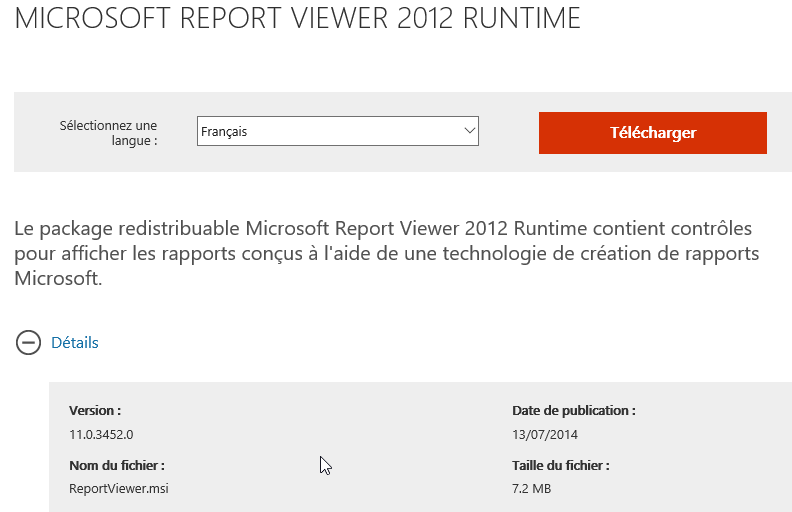 MICROSOFT REPORT VIEWER 2012 RUNTIME
Sélectionnez une
langue :
Français
Télécharger
Le package redistribuable Microsoft Report Viewer 2012 Runtime contient contrôles
pour afficher les rapports conçus à l'aide de une technologie de création de rapports
Microsoft.
Détails
Version :
11.0.3452.0
Date de publication :
13/07/2014
Nom du fichier :
ReportViewer.msi
Taille du fichier :
7.2 MB